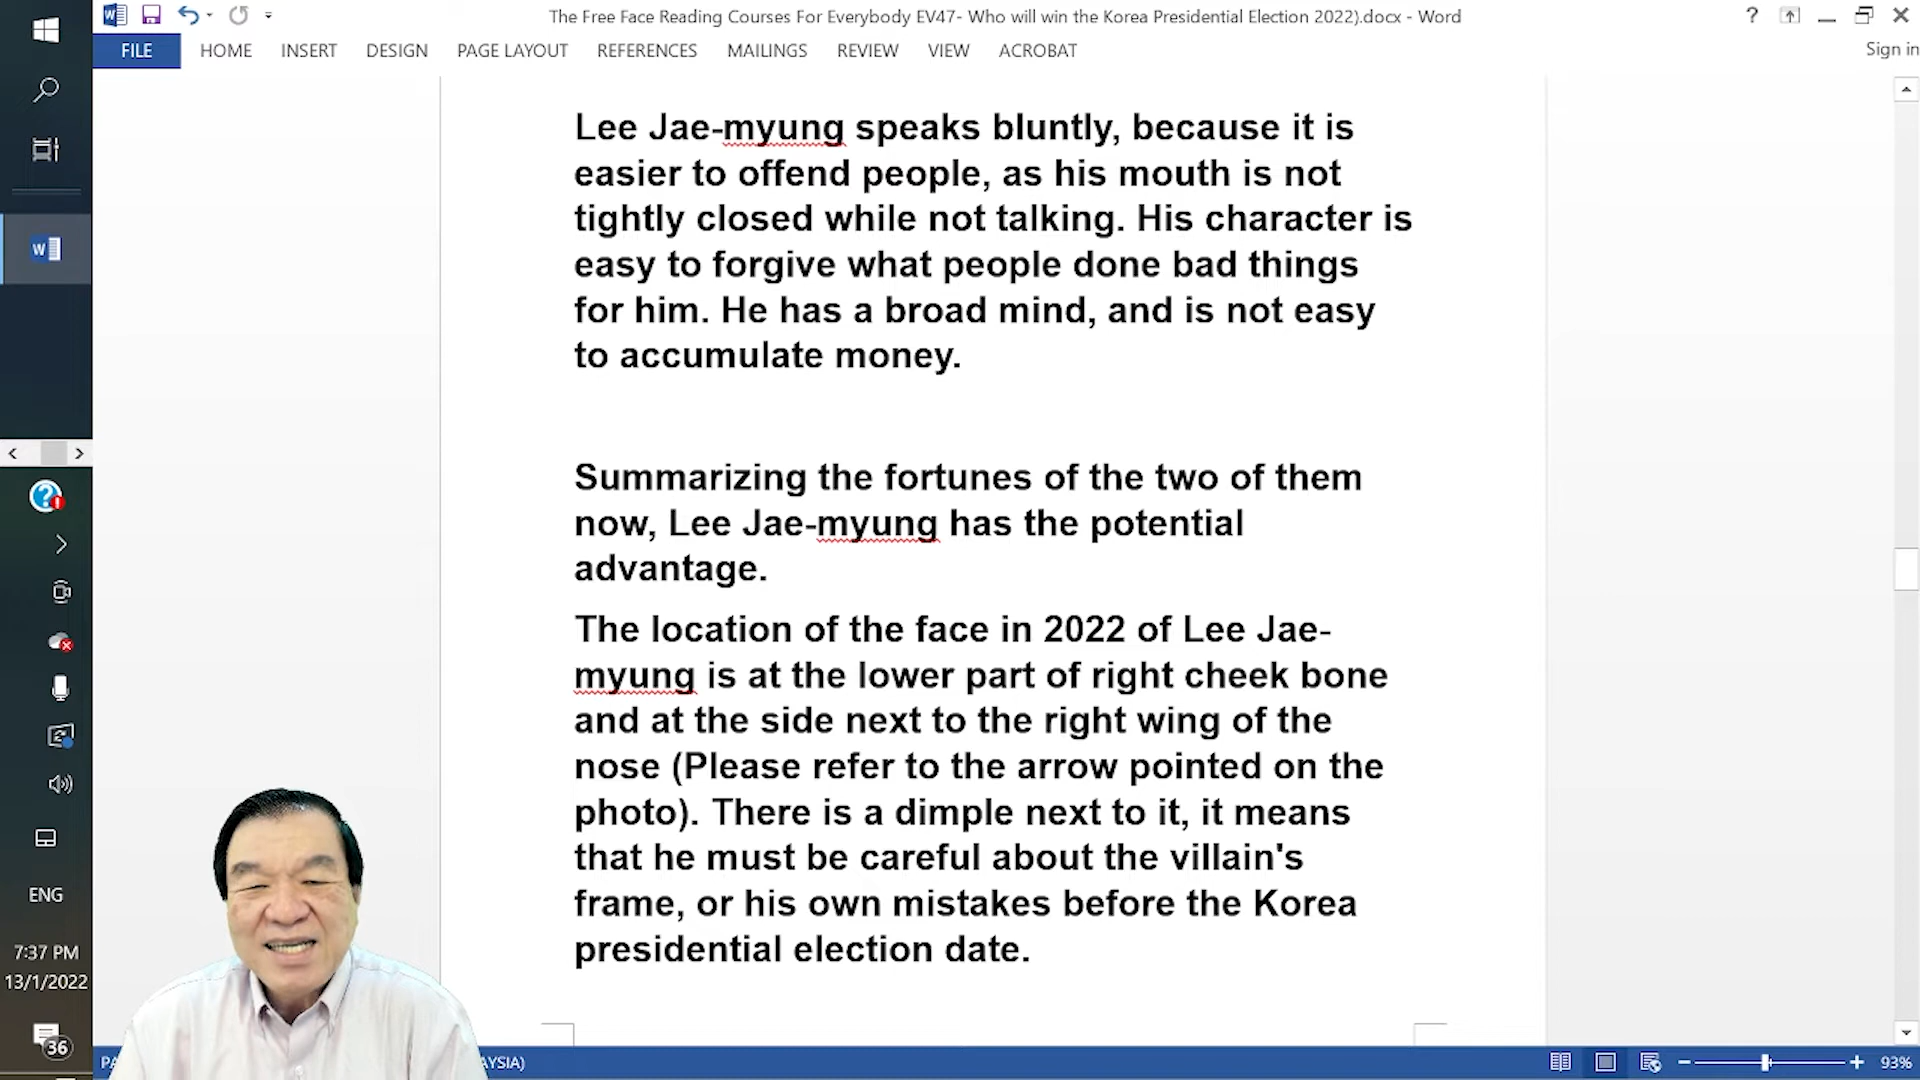 The Free Face Reading Courses For Everybody EV47- Who will win the Korea Presidential Election 2022).docx - Word
FILE HOME INSERT DESIGN PAGE LAYOUT REFERENCES MAILINGS REVIEW VIEW ACROBAT
Sign in
Lee Jae-myung speaks bluntly, because it is
easier to offend people, as his mouth is not
tightly closed while not talking. His character is
easy to forgive what people done bad things
for him. He has a broad mind, and is not easy
to accumulate money.
Summarizing the fortunes of the two of them
now, Lee Jae-myung has the potential
advantage.
The location of the face in 2022 of Lee Jae-
myung is at the lower part of right cheek bone
and at the side next to the right wing of the
nose (Please refer to the arrow pointed on the
photo). There is a dimple next to it, it means
that he must be careful about the villain's
frame, or his own mistakes before the Korea
presidential election date.
ENG
7:37 PM
13/1/2022
36
AYSIA)
93%